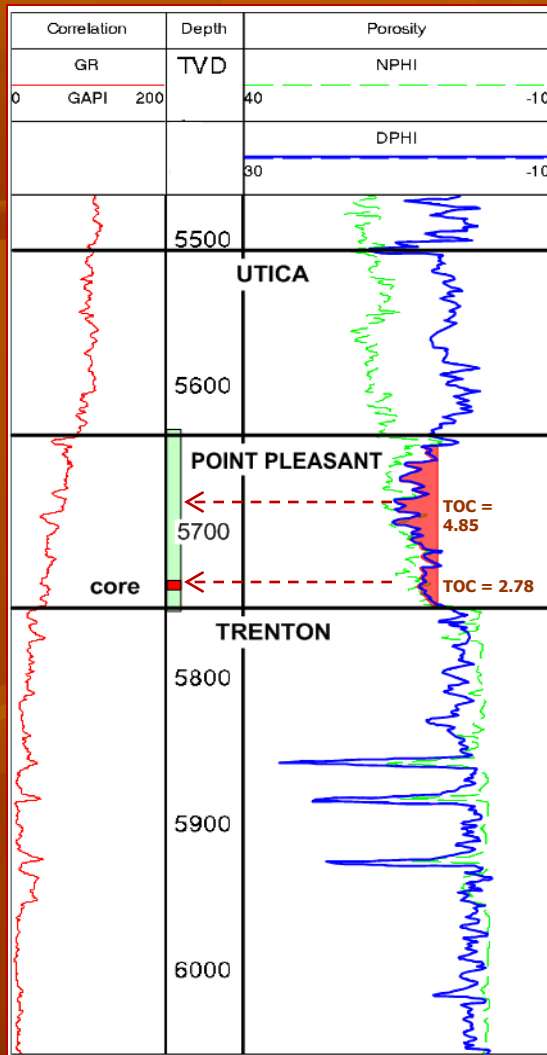 Correlation Depth Porosity
GR TVD NPHI
0 GAPI 200 40 -10
DPHI
30 -10
5500
UTICA
5600
POINT PLEASANT
TOC =
4.85
5700
core TOC = 2.78
TRENTON
5800
5900
6000